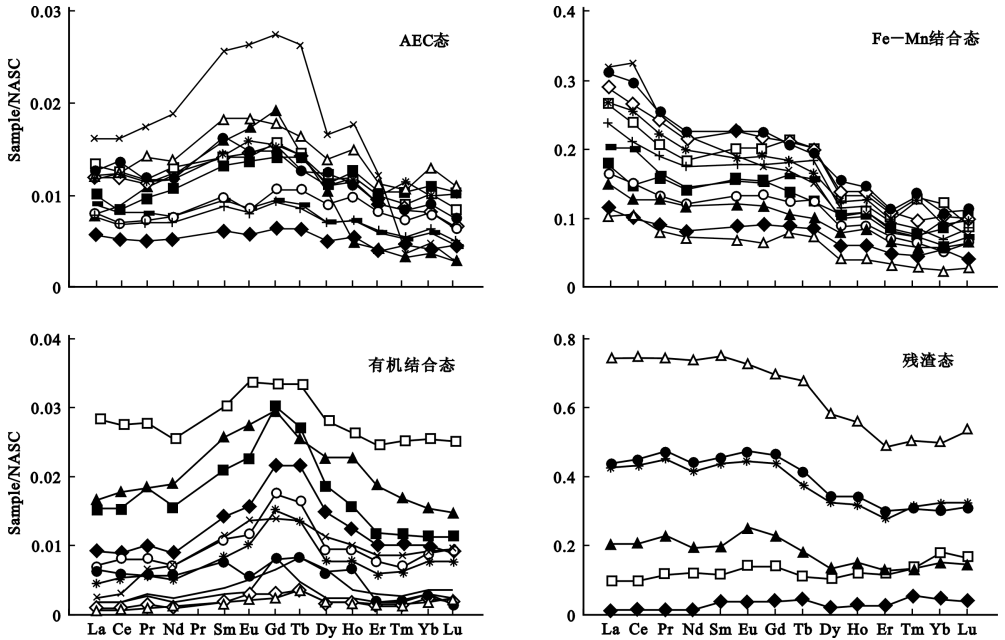 0.03
0.02
0.01
0
Sample/NASC
AEC态
0.4
0.3
0.2
0.1
0
Fe—Mn结合态
0.04
0.03
0.02
0.01
0
Sample/NASC
有机结合态
La Ce Pr Nd Pr Sm Eu Gd Tb Dy Ho Er Tm Yb Lu
0.8
0.6
0.4
0.2
0
残渣态
La Ce Pr Nd Sm Eu Gd Tb Dy Ho Er Tm Yb Lu